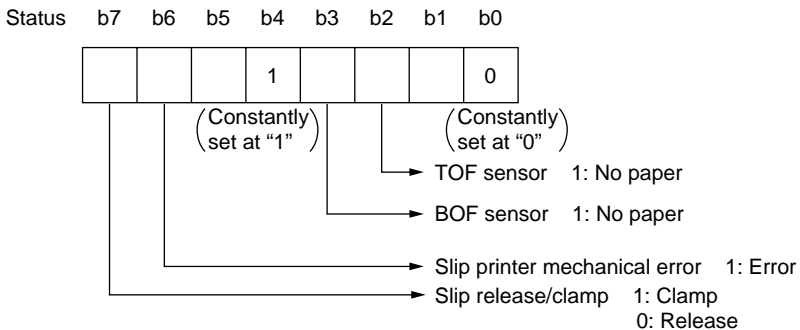 Status b7 b6 b5 b4 b3 b2 b1 b0
1 0
(Constantly set at “1”) (Constantly set at “0”)
TOF sensor 1: No paper
BOF sensor 1: No paper
Slip printer mechanical error 1: Error
Slip release/clamp 1: Clamp
0: Release